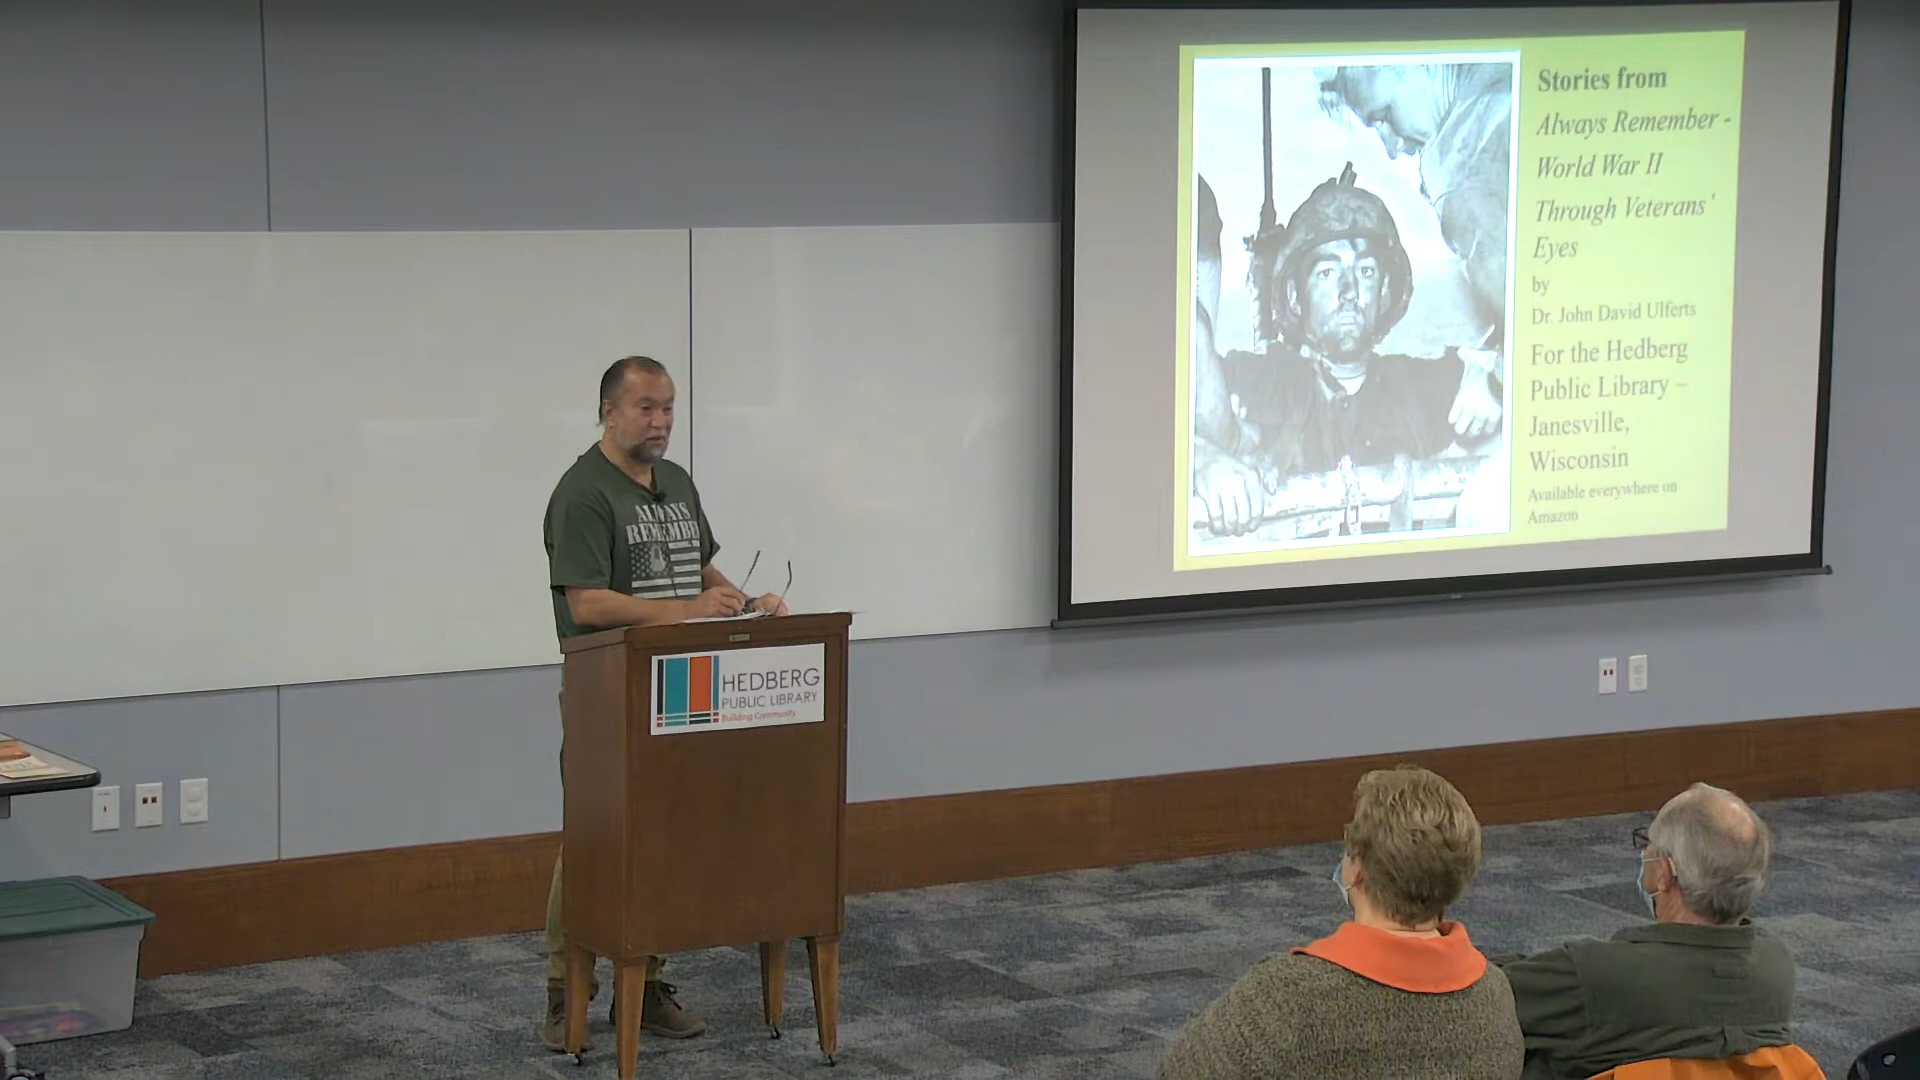 Stories from
Always Remember -
World War II
Through Veterans'
Eyes
by
Dr. John David Ulferts
For the Hedberg
Public Library –
Janesville,
Wisconsin
Available everywhere on
Amazon
ALWAYS
REMEMBER
HEDBERG
PUBLIC LIBRARY
Building Community